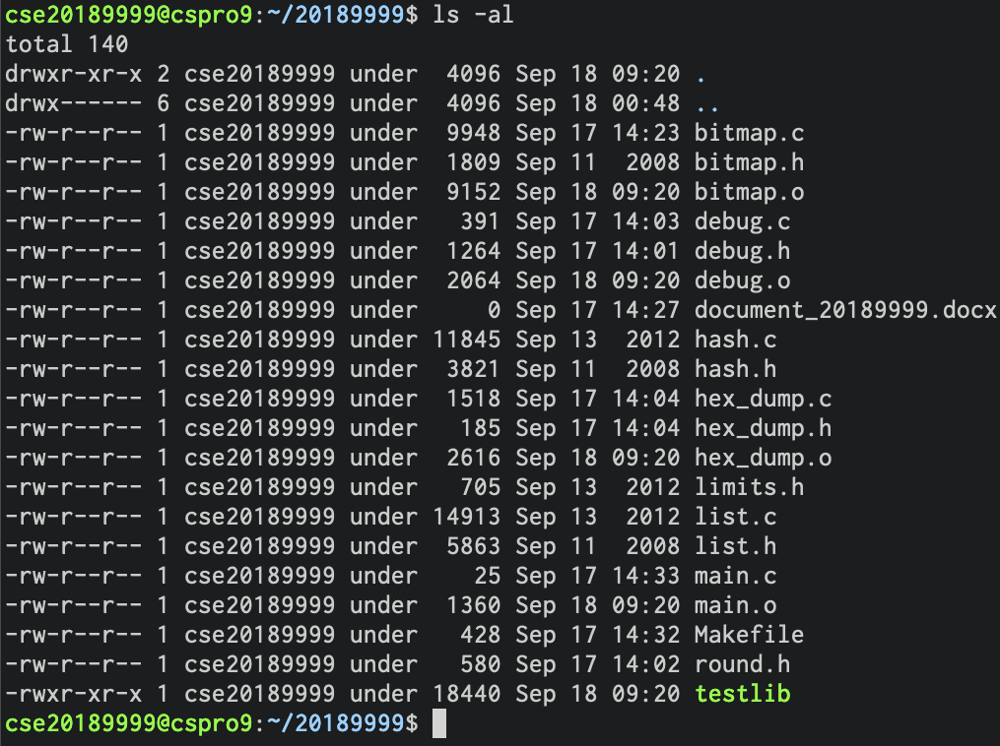 cse20189999@cspro9:~/20189999$ ls -al
total 140
drwxr-xr-x 2 cse20189999 under  4096 Sep 18 09:20 .
drwx------ 6 cse20189999 under  4096 Sep 18 00:48 ..
-rw-r--r-- 1 cse20189999 under  9948 Sep 17 14:23 bitmap.c
-rw-r--r-- 1 cse20189999 under  1809 Sep 11  2008 bitmap.h
-rw-r--r-- 1 cse20189999 under  9152 Sep 18 09:20 bitmap.o
-rw-r--r-- 1 cse20189999 under   391 Sep 17 14:03 debug.c
-rw-r--r-- 1 cse20189999 under  1264 Sep 17 14:01 debug.h
-rw-r--r-- 1 cse20189999 under  2064 Sep 18 09:20 debug.o
-rw-r--r-- 1 cse20189999 under     0 Sep 17 14:27 document_20189999.docx
-rw-r--r-- 1 cse20189999 under 11845 Sep 13  2012 hash.c
-rw-r--r-- 1 cse20189999 under  3821 Sep 11  2008 hash.h
-rw-r--r-- 1 cse20189999 under  1518 Sep 17 14:04 hex_dump.c
-rw-r--r-- 1 cse20189999 under   185 Sep 17 14:04 hex_dump.h
-rw-r--r-- 1 cse20189999 under  2616 Sep 18 09:20 hex_dump.o
-rw-r--r-- 1 cse20189999 under   705 Sep 13  2012 limits.h
-rw-r--r-- 1 cse20189999 under 14913 Sep 13  2012 list.c
-rw-r--r-- 1 cse20189999 under  5863 Sep 11  2008 list.h
-rw-r--r-- 1 cse20189999 under    25 Sep 17 14:33 main.c
-rw-r--r-- 1 cse20189999 under  1360 Sep 18 09:20 main.o
-rw-r--r-- 1 cse20189999 under   428 Sep 17 14:32 Makefile
-rw-r--r-- 1 cse20189999 under   580 Sep 17 14:02 round.h
-rwxr-xr-x 1 cse20189999 under 18440 Sep 18 09:20 testlib
cse20189999@cspro9:~/20189999$